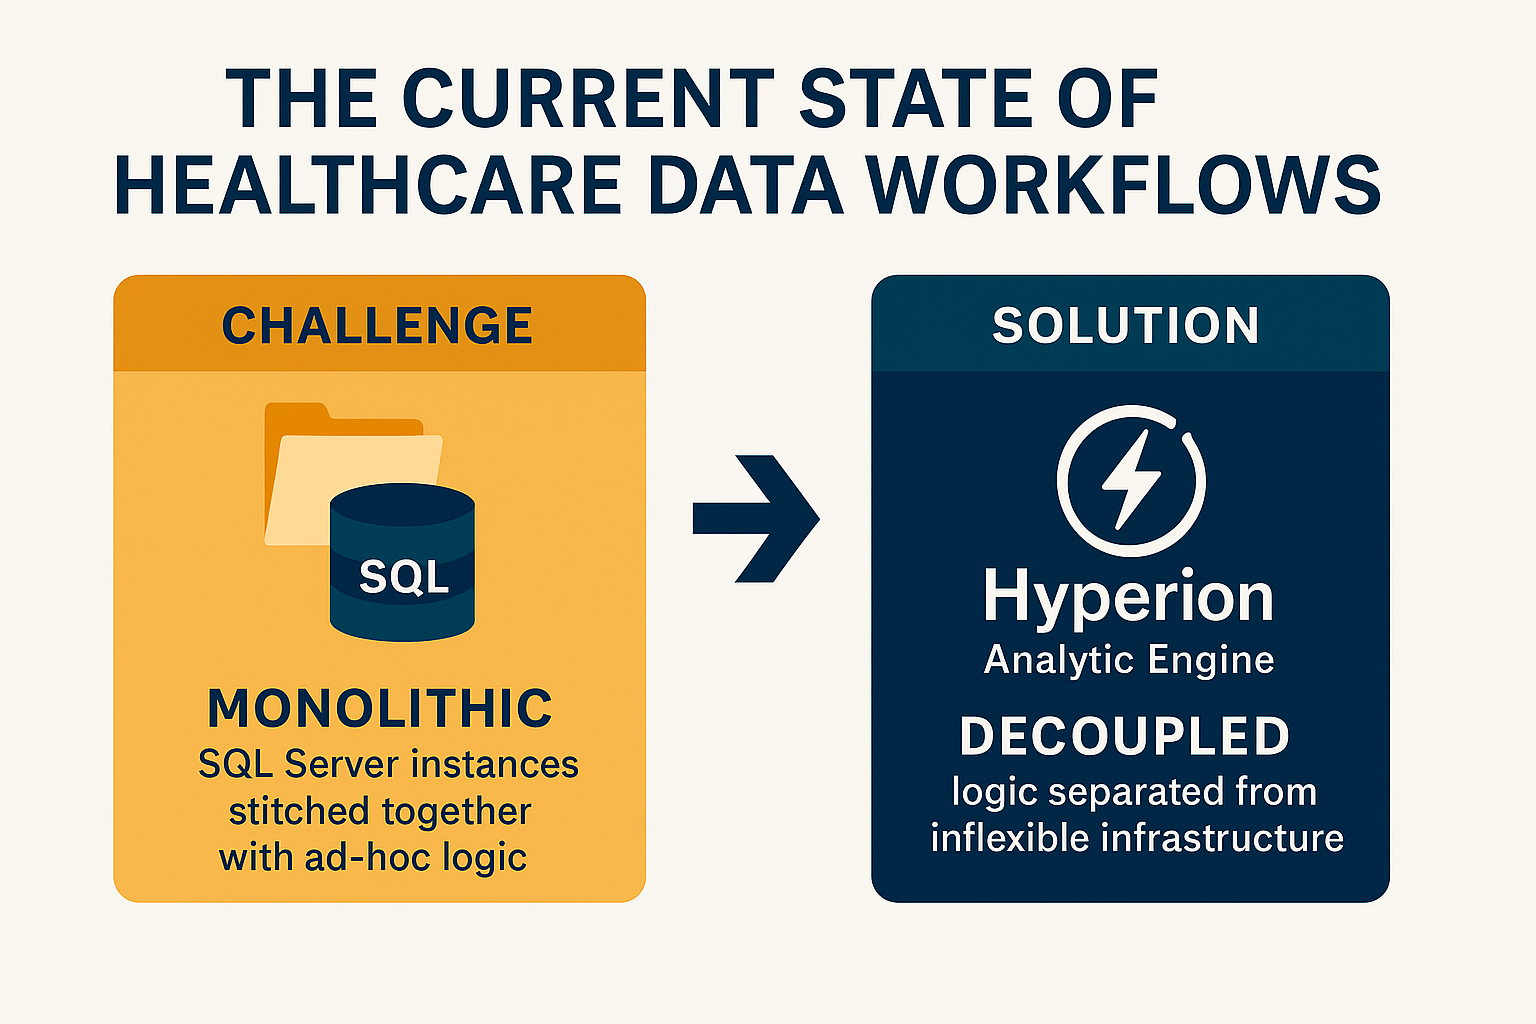 THE CURRENT STATE OF
HEALTHCARE DATA WORKFLOWS
CHALLENGE
SQL
MONOLITHIC
SQL Server instances
stitched together
with ad-hoc logic
SOLUTION
Hyperion
Analytic Engine
DECOUPLED
logic separated from
inflexible infrastructure